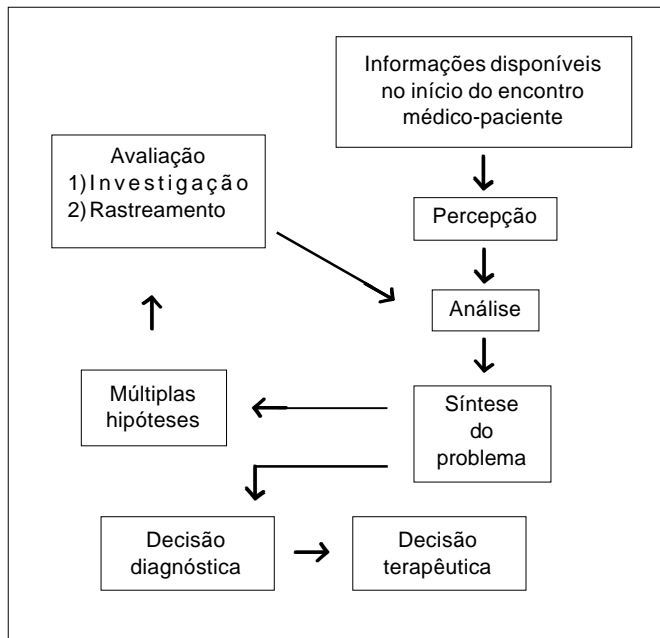 Informações disponíveis
no início do encontro
médico-paciente
Avaliação
1) Investigação
2) Rastreamento
Percepção
Análise
Múltiplas
hipóteses
Síntese
do
problema
Decisão
diagnóstica
Decisão
terapêutica